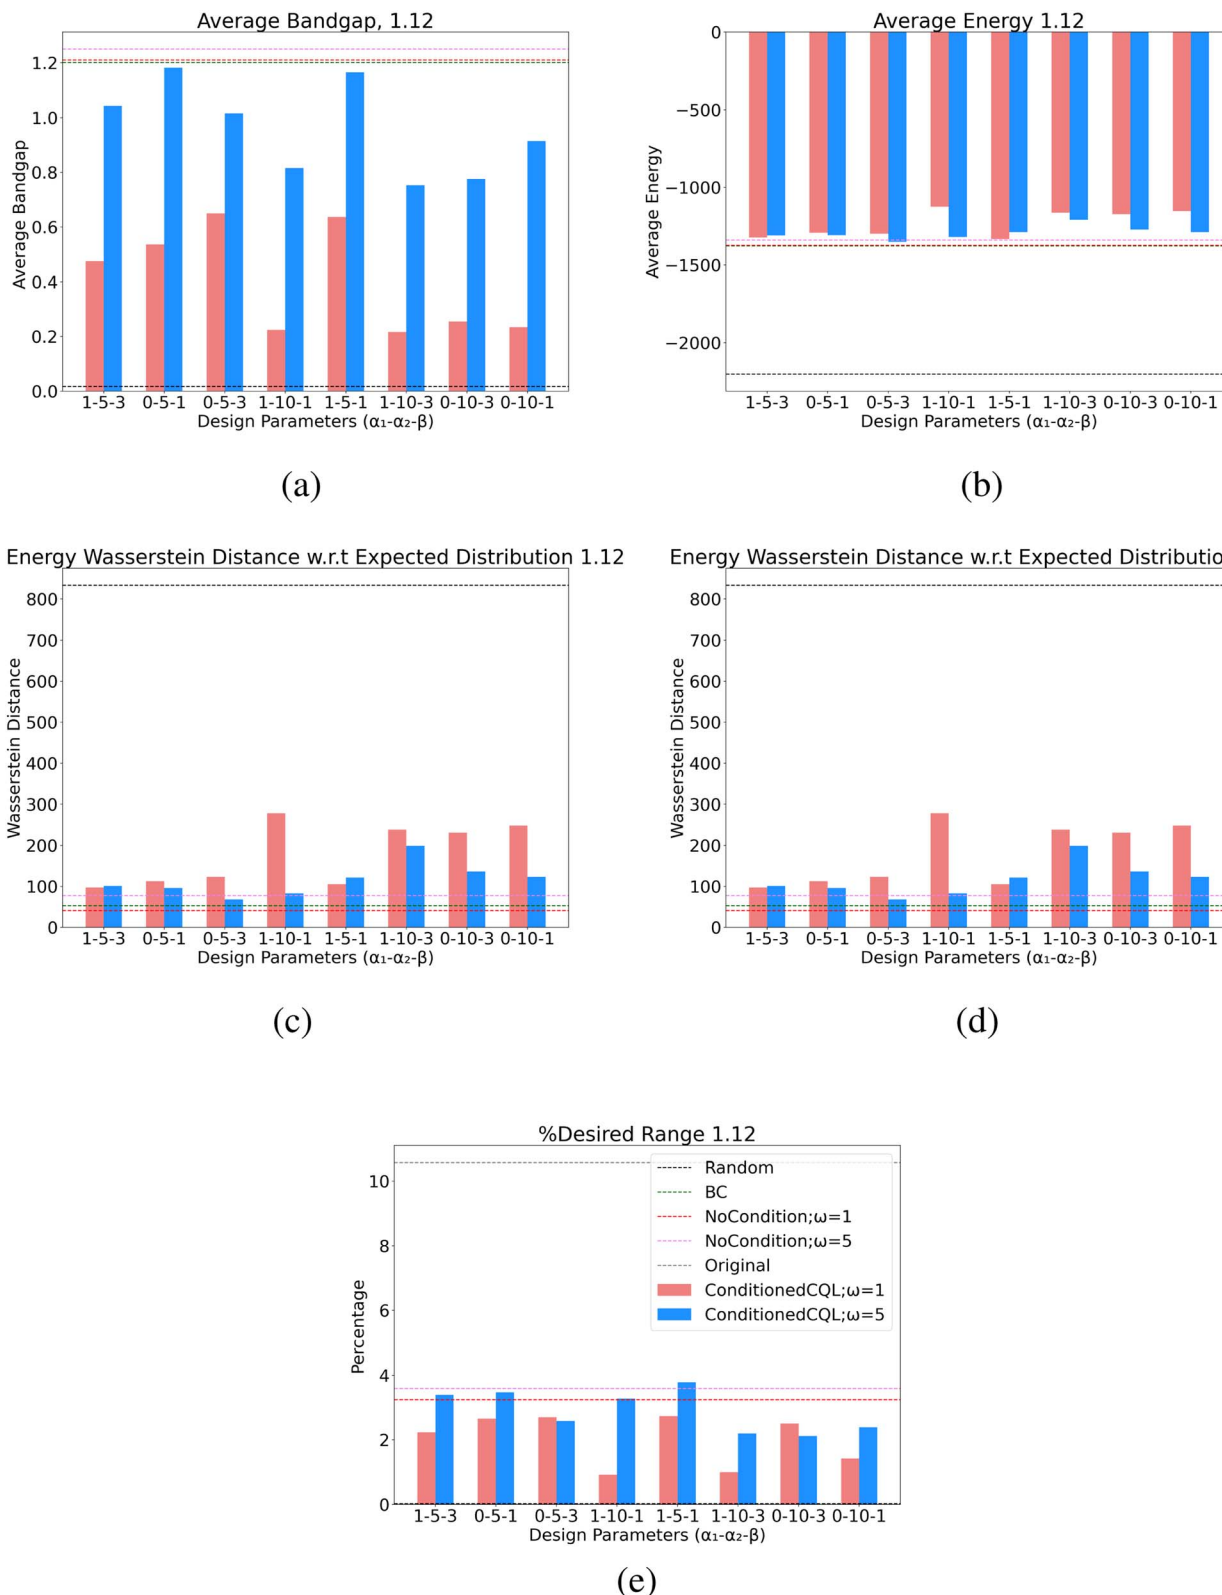 Average Bandgap, 1.12
Average Bandgap
1.2
1.0
0.8
0.6
0.4
0.2
0.0
1-5-3 0-5-1 0-5-3 1-10-1 1-5-1 1-10-3 0-10-3 0-10-1
Design Parameters (α₁-α₂-β)
(a)
Average Energy 1.12
Average Energy
0
−500
−1000
−1500
−2000
1-5-3 0-5-1 0-5-3 1-10-1 1-5-1 1-10-3 0-10-3 0-10-1
Design Parameters (α₁-α₂-β)
(b)
Energy Wasserstein Distance w.r.t Expected Distribution 1.12
Wasserstein Distance
800
700
600
500
400
300
200
100
0
1-5-3 0-5-1 0-5-3 1-10-1 1-5-1 1-10-3 0-10-3 0-10-1
Design Parameters (α₁-α₂-β)
(c)
Energy Wasserstein Distance w.r.t Expected Distribution
Wasserstein Distance
800
700
600
500
400
300
200
100
0
1-5-3 0-5-1 0-5-3 1-10-1 1-5-1 1-10-3 0-10-3 0-10-1
Design Parameters (α₁-α₂-β)
(d)
%Desired Range 1.12
Percentage
10
8
6
4
2
0
Random
BC
NoCondition;ω=1
NoCondition;ω=5
Original
ConditionedCQL;ω=1
ConditionedCQL;ω=5
1-5-3 0-5-1 0-5-3 1-10-1 1-5-1 1-10-3 0-10-3 0-10-1
Design Parameters (α₁-α₂-β)
(e)